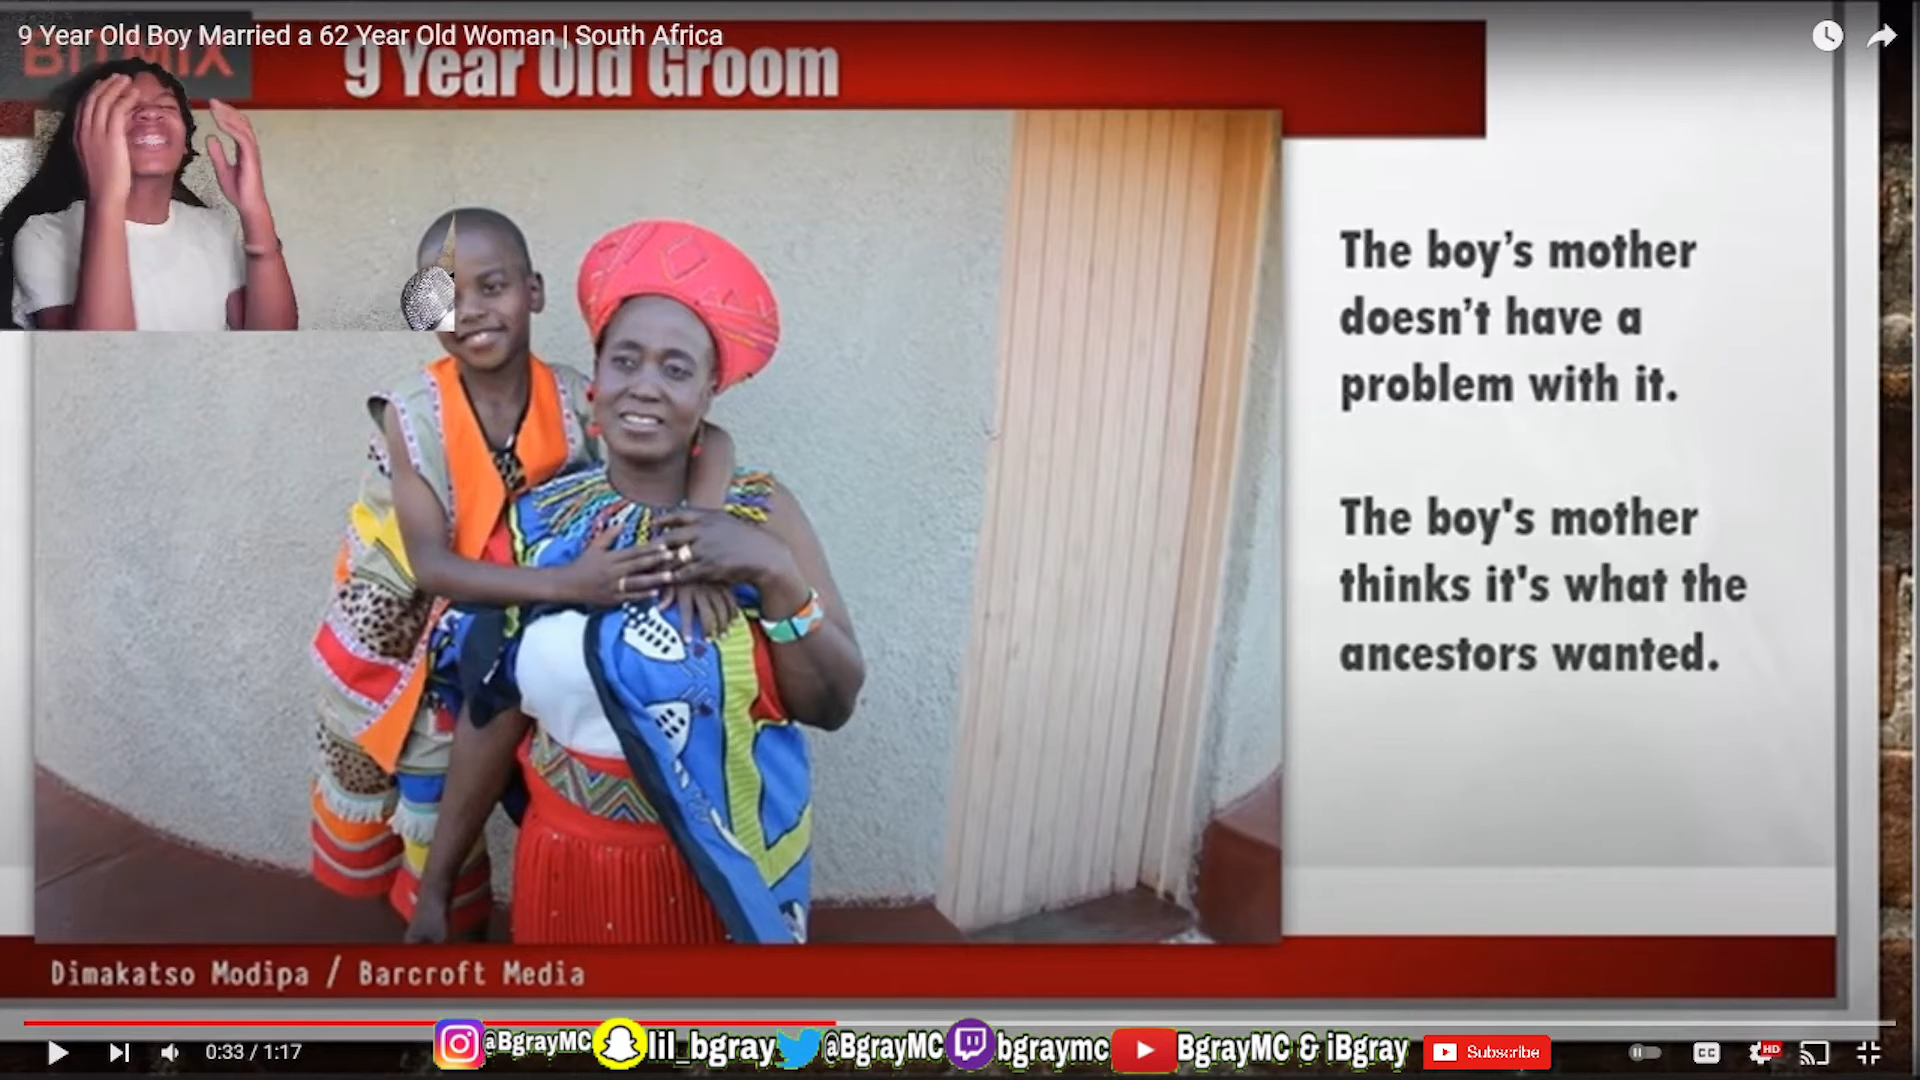 9 Year Old Boy Married a 62 Year Old Woman | South Africa
9 Year Old Groom
The boy’s mother
doesn’t have a
problem with it.
The boy's mother
thinks it's what the
ancestors wanted.
Dimakatso Modipa / Barcroft Media
@BgrayMC lil_bgray @BgrayMC bgraymc BgrayMC & iBgray Subscribe
0:33 / 1:17 CC HD